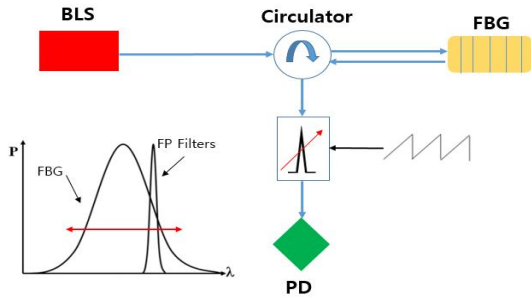 BLS
Circulator
FBG
P
FBG
FP Filters
λ
PD